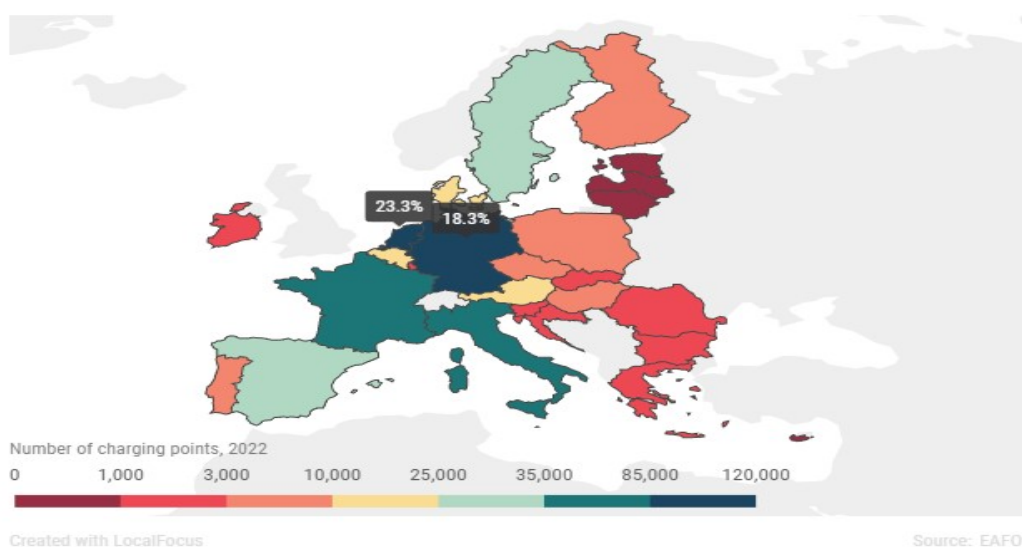 23.3%
18.3%
Number of charging points, 2022
0 1,000 3,000 10,000 25,000 35,000 85,000 120,000
Created with LocalFocus Source: EAFO